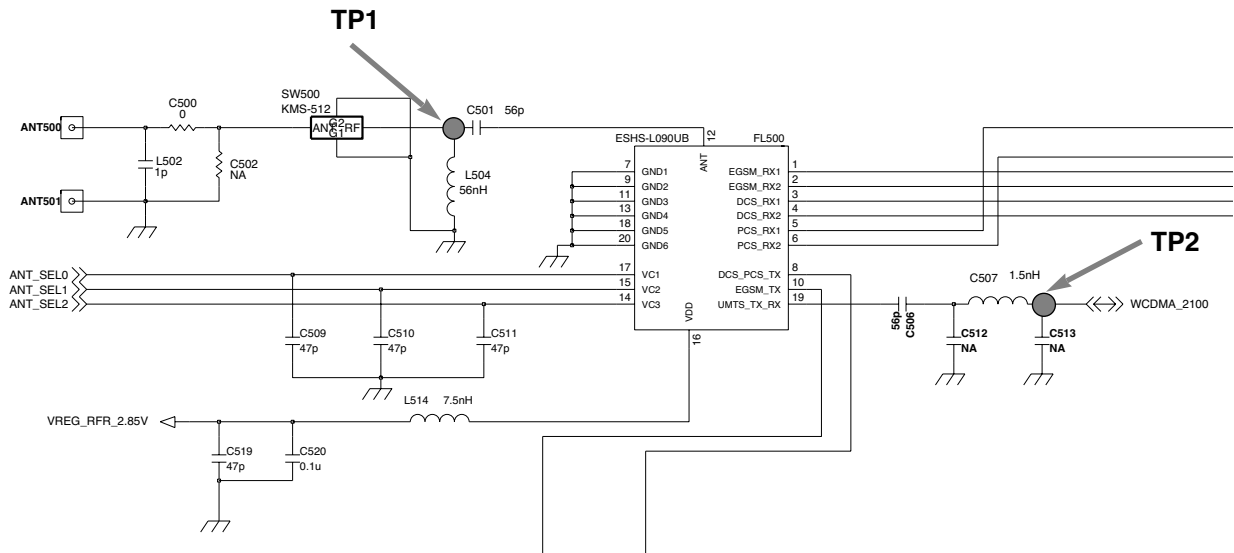 TP1
C500
0
SW500
KMS-512
C501 56p
ANT500
ANT RF
G2
G1
12
ESHS-L090UB FL500
ANT
L502
1p
C502
NA
L504
56nH
ANT501
7 GND1 EGSM_RX1 1
9 GND2 EGSM_RX2 2
11 GND3 DCS_RX1 3
13 GND4 DCS_RX2 4
18 GND5 PCS_RX1 5
20 GND6 PCS_RX2 6
TP2
ANT_SEL0 17 VC1 DCS_PCS_TX 8
ANT_SEL1 15 VC2 EGSM_TX 10
ANT_SEL2 14 VC3 UMTS_TX_RX 19
C507 1.5nH
WCDMA_2100
VDD
16
56p
C506
C509
47p
C510
47p
C511
47p
C512
NA
C513
NA
L514 7.5nH
VREG_RFR_2.85V
C519
47p
C520
0.1u